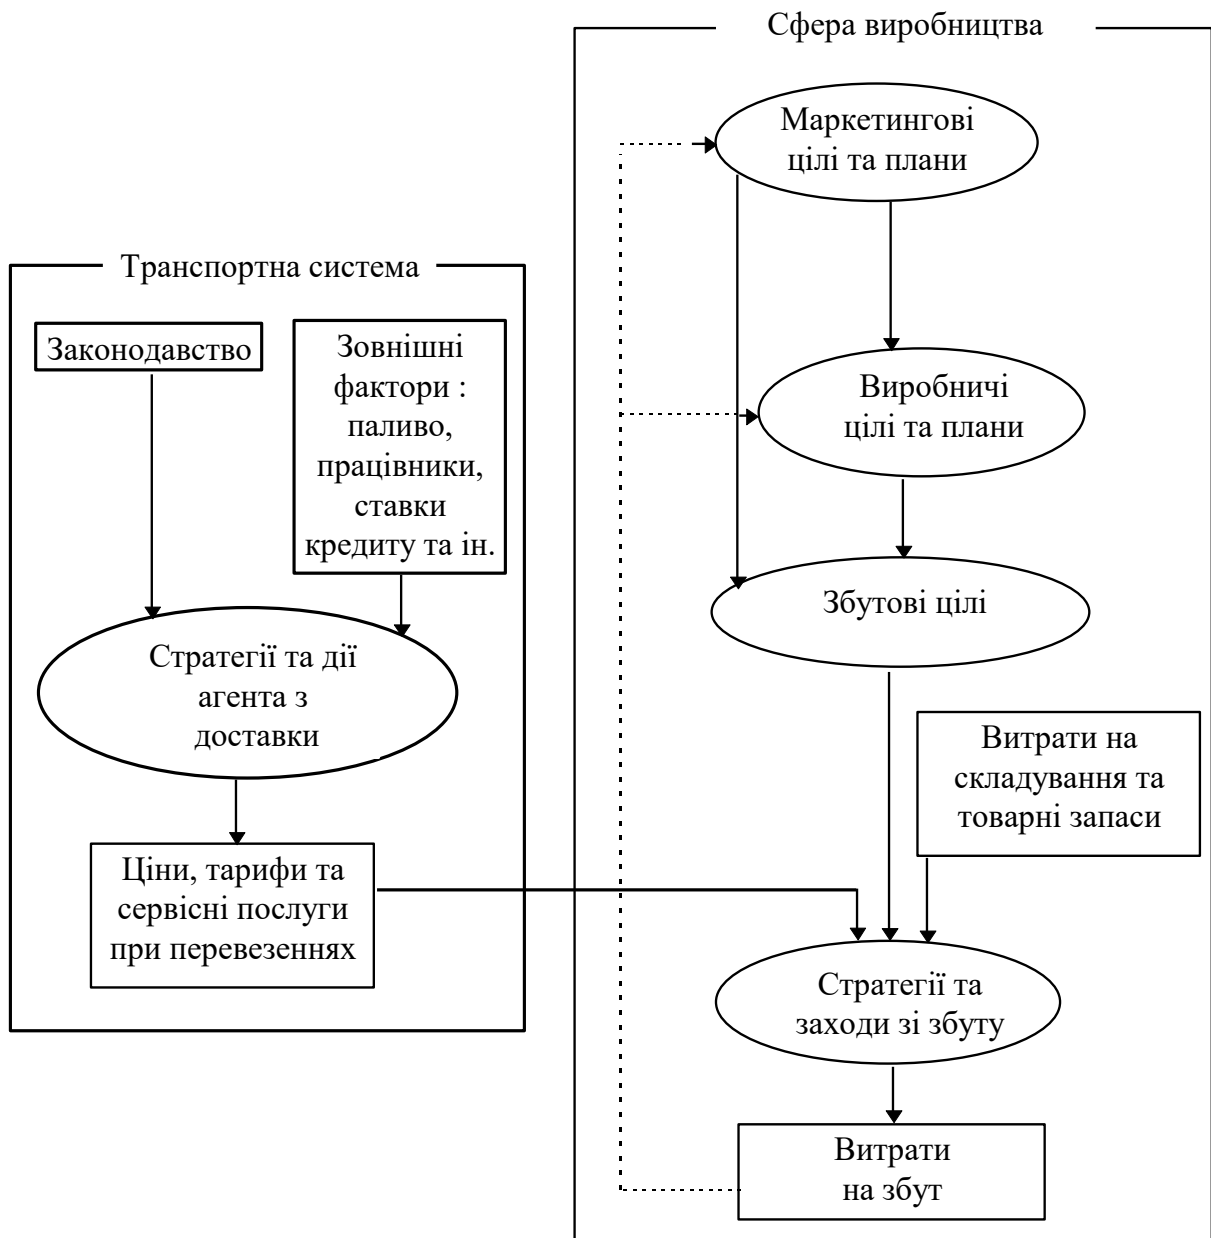 Сфера виробництва
Маркетингові
цілі та плани
Транспортна система
Законодавство
Зовнішні
фактори :
паливо,
працівники,
ставки
кредиту та ін.
Виробничі
цілі та плани
Збутові цілі
Стратегії та дії
агента з
доставки
Витрати на
складування та
товарні запаси
Ціни, тарифи та
сервісні послуги
при перевезеннях
Стратегії та
заходи зі збуту
Витрати
на збут